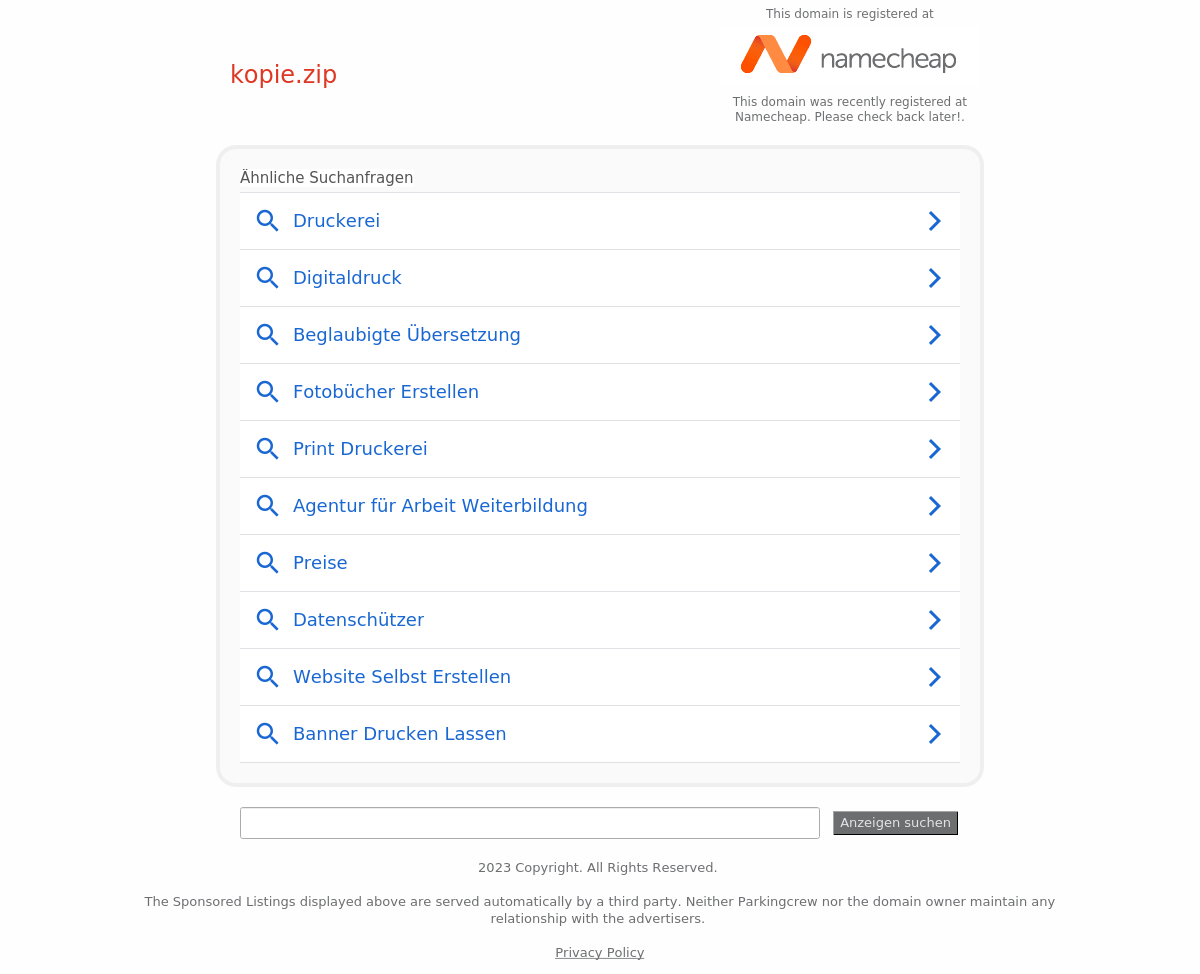 This domain is registered at
namecheap
kopie.zip
This domain was recently registered at
Namecheap. Please check back later!.
Ähnliche Suchanfragen
Druckerei
Digitaldruck
Beglaubigte Übersetzung
Fotobücher Erstellen
Print Druckerei
Agentur für Arbeit Weiterbildung
Preise
Datenschützer
Website Selbst Erstellen
Banner Drucken Lassen
Anzeigen suchen
2023 Copyright. All Rights Reserved.
The Sponsored Listings displayed above are served automatically by a third party. Neither Parkingcrew nor the domain owner maintain any
relationship with the advertisers.
Privacy Policy